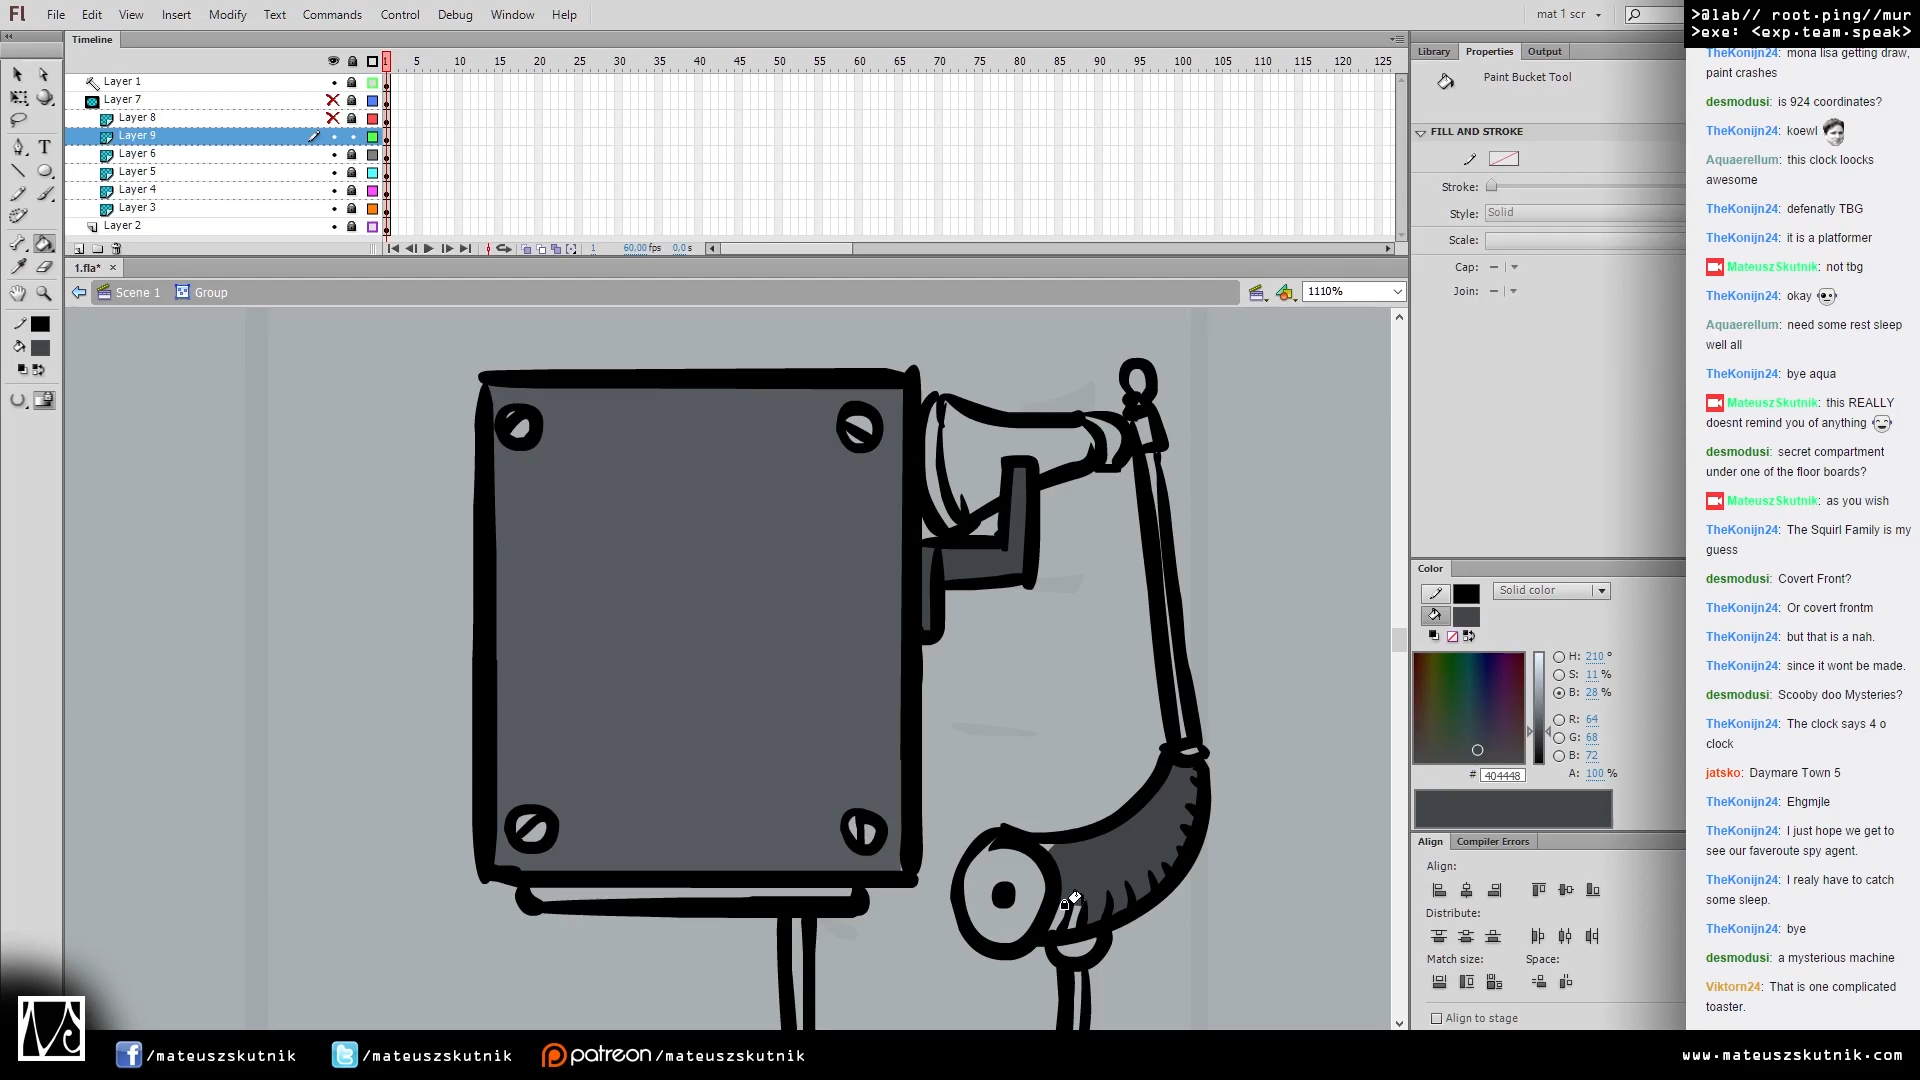 Fl File Edit View Insert Modify Text Commands Control Debug Window Help mat 1 scr
>@lab// root.ping//mur
>exe: <exp.team.speak>
Timeline
1 5 10 15 20 25 30 35 40 45 50 55 60 65 70 75 80 85 90 95 100 105 110 115 120 125
Layer 1
Layer 7
Layer 8
Layer 9
Layer 6
Layer 5
Layer 4
Layer 3
Layer 2
1 60.00 fps 0.0 s
1.fla*
Scene 1 Group 1110%
Library Properties Output
Paint Bucket Tool
FILL AND STROKE
Stroke:
Style: Solid
Scale:
Cap:
Join:
Color
Solid color
H: 210 °
S: 11 %
B: 28 %
R: 64
G: 68
B: 72
# 404448 A: 100 %
Align Compiler Errors
Align:
Distribute:
Match size: Space:
Align to stage
TheKonijn24: mona lisa getting draw,
paint crashes
desmodusi: is 924 coordinates?
TheKonijn24: koewl
Aquaerellum: this clock loocks
awesome
TheKonijn24: defenatly TBG
TheKonijn24: it is a platformer
MateuszSkutnik: not tbg
TheKonijn24: okay
Aquaerellum: need some rest sleep
well all
TheKonijn24: bye aqua
MateuszSkutnik: this REALLY
doesnt remind you of anything
desmodusi: secret compartment
under one of the floor boards?
MateuszSkutnik: as you wish
TheKonijn24: The Squirl Family is my
guess
desmodusi: Covert Front?
TheKonijn24: Or covert frontm
TheKonijn24: but that is a nah.
TheKonijn24: since it wont be made.
desmodusi: Scooby doo Mysteries?
TheKonijn24: The clock says 4 o
clock
jatsko: Daymare Town 5
TheKonijn24: Ehgmjle
TheKonijn24: I just hope we get to
see our faveroute spy agent.
TheKonijn24: I realy have to catch
some sleep.
TheKonijn24: bye
desmodusi: a mysterious machine
Viktorn24: That is one complicated
toaster.
/mateuszskutnik /mateuszskutnik patreon/mateuszskutnik www.mateuszskutnik.com